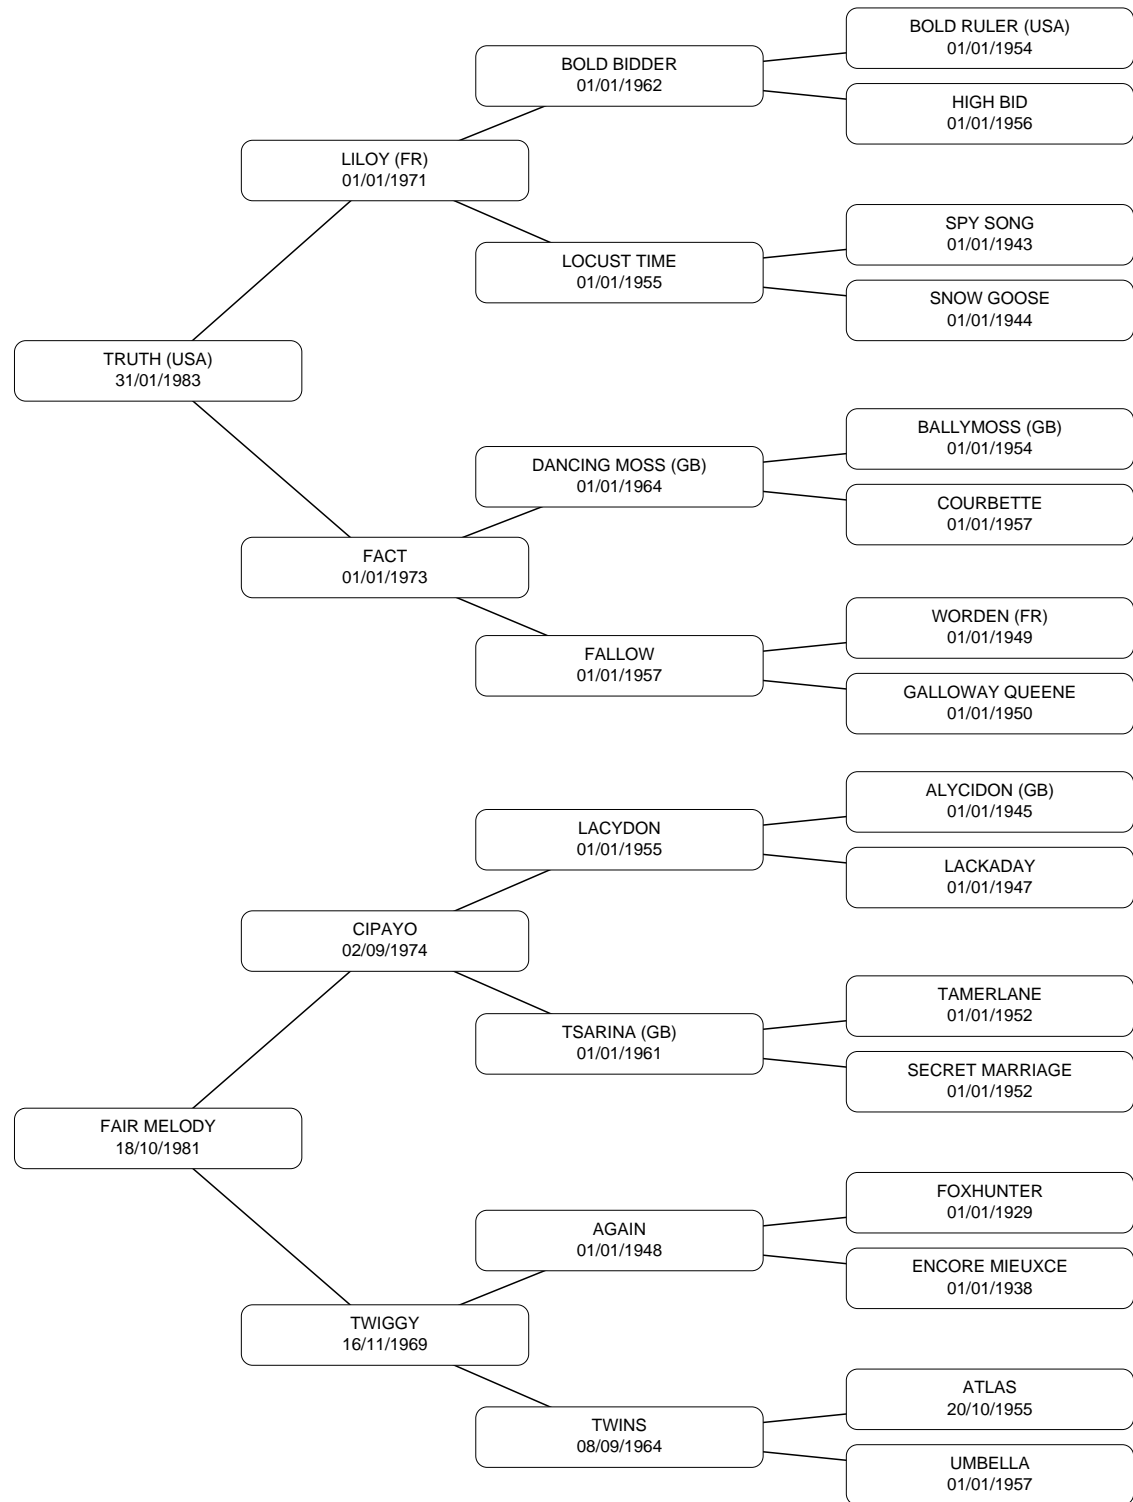 BOLD RULER (USA)
01/01/1954
BOLD BIDDER
01/01/1962
HIGH BID
01/01/1956
LILOY (FR)
01/01/1971
SPY SONG
01/01/1943
LOCUST TIME
01/01/1955
SNOW GOOSE
01/01/1944
TRUTH (USA)
31/01/1983
BALLYMOSS (GB)
01/01/1954
DANCING MOSS (GB)
01/01/1964
COURBETTE
01/01/1957
FACT
01/01/1973
WORDEN (FR)
01/01/1949
FALLOW
01/01/1957
GALLOWAY QUEENE
01/01/1950
ALYCIDON (GB)
01/01/1945
LACYDON
01/01/1955
LACKADAY
01/01/1947
CIPAYO
02/09/1974
TAMERLANE
01/01/1952
TSARINA (GB)
01/01/1961
SECRET MARRIAGE
01/01/1952
FAIR MELODY
18/10/1981
FOXHUNTER
01/01/1929
AGAIN
01/01/1948
ENCORE MIEUXCE
01/01/1938
TWIGGY
16/11/1969
ATLAS
20/10/1955
TWINS
08/09/1964
UMBELLA
01/01/1957